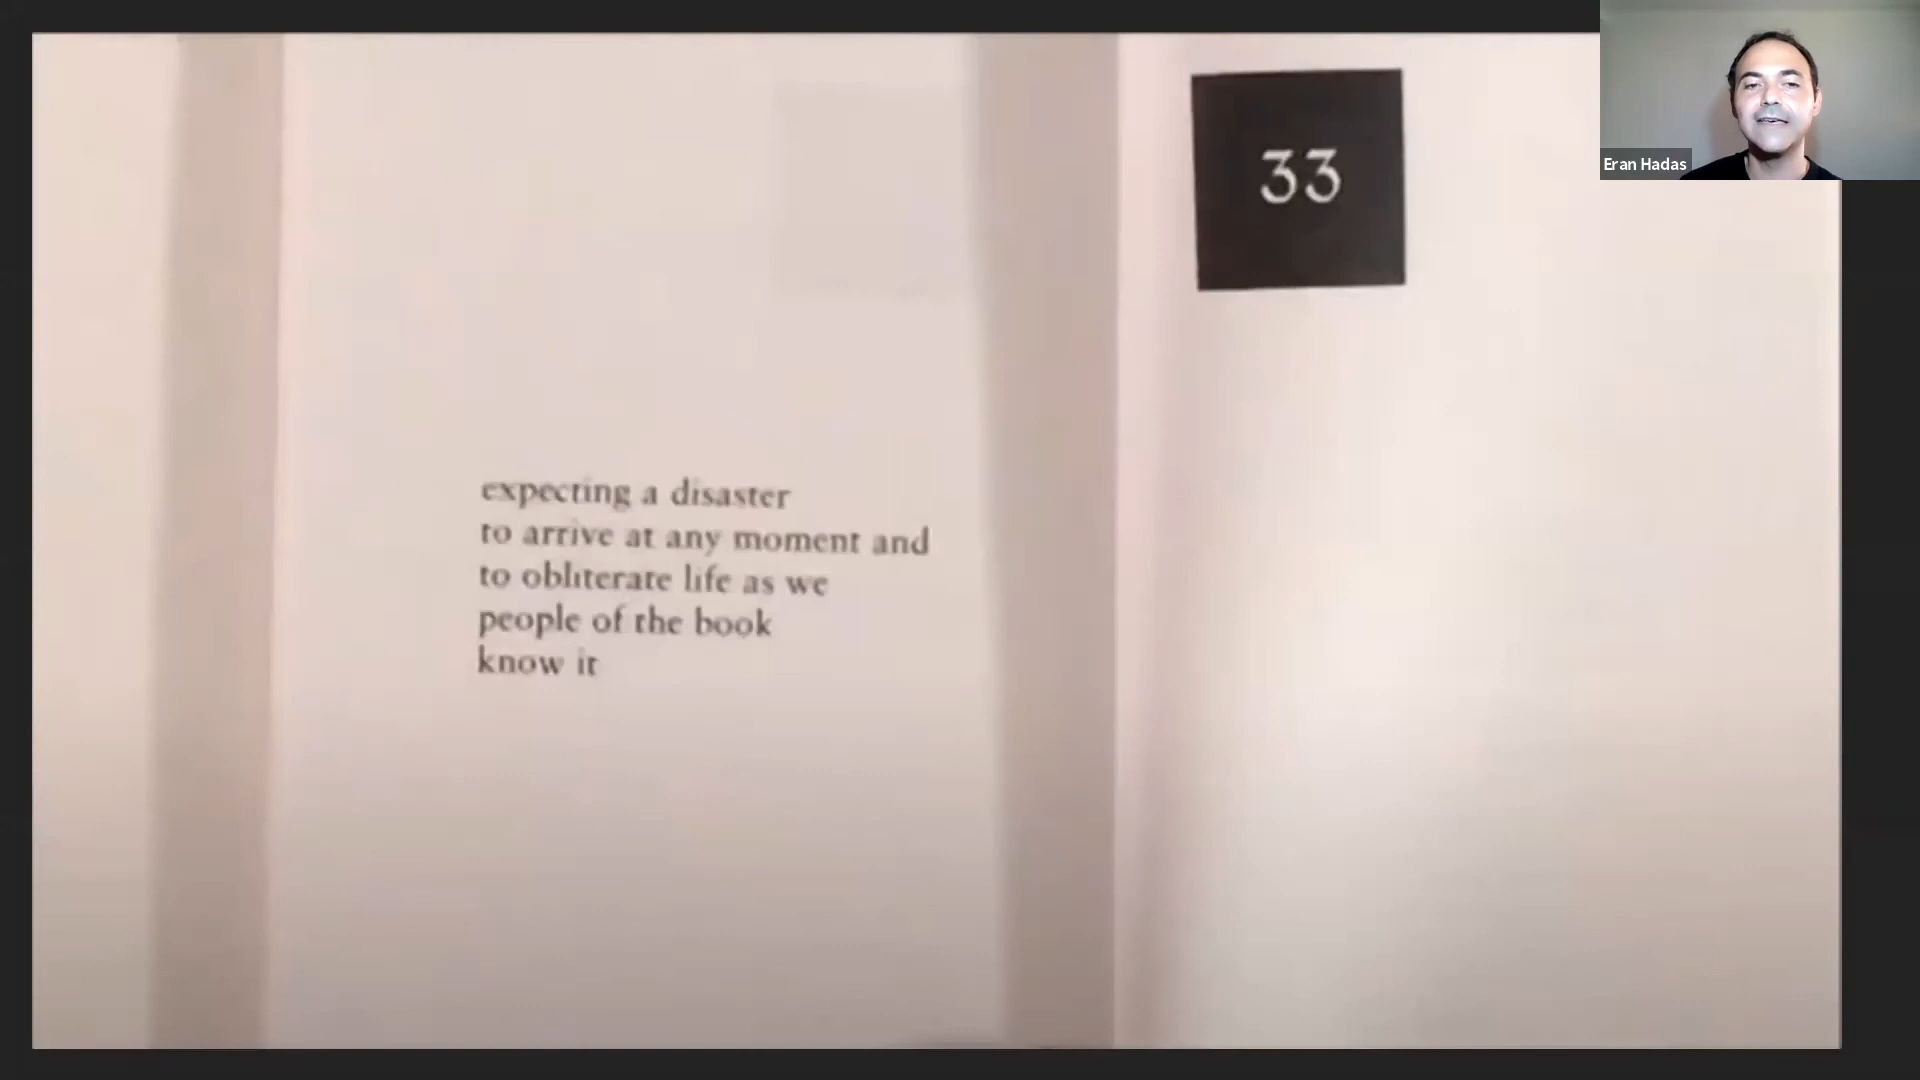 33
Eran Hadas
expecting a disaster
to arrive at any moment and
to obliterate life as we
people of the book
know it